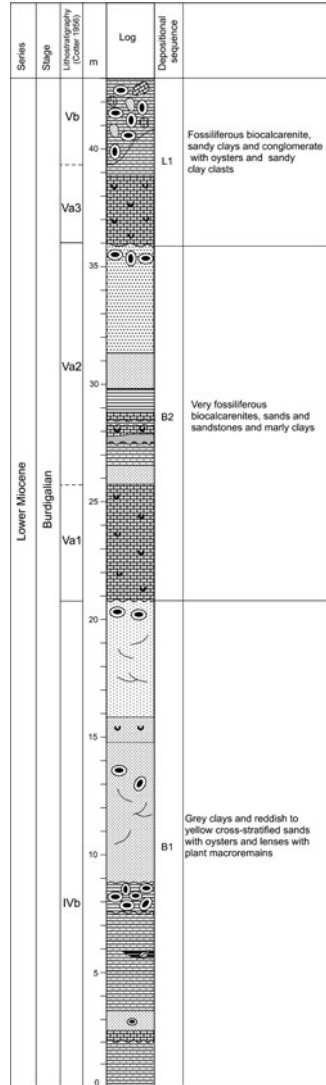 Series
Stage
Lithostratigraphy
(Cotter 1956)
m
Log
Depositional
sequence
Lower Miocene
Burdigalian
Vb
Va3
Va2
Va1
IVb
40
35
30
25
20
15
10
5
0
L1
B2
B1
Fossiliferous biocalcarenite,
sandy clays and conglomerate
with oysters and sandy
clay clasts
Very fossiliferous
biocalcarenites, sands and
sandstones and marly clays
Grey clays and reddish to
yellow cross-stratified sands
with oysters and lenses with
plant macroremains